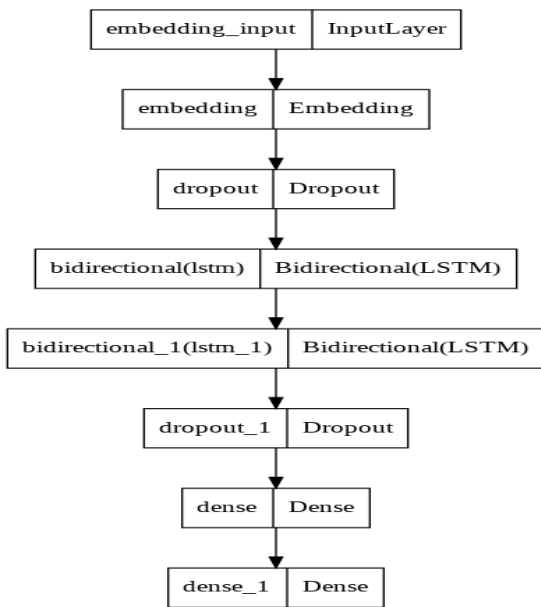 embedding_input InputLayer
embedding Embedding
dropout Dropout
bidirectional(lstm) Bidirectional(LSTM)
bidirectional_1(lstm_1) Bidirectional(LSTM)
dropout_1 Dropout
dense Dense
dense_1 Dense